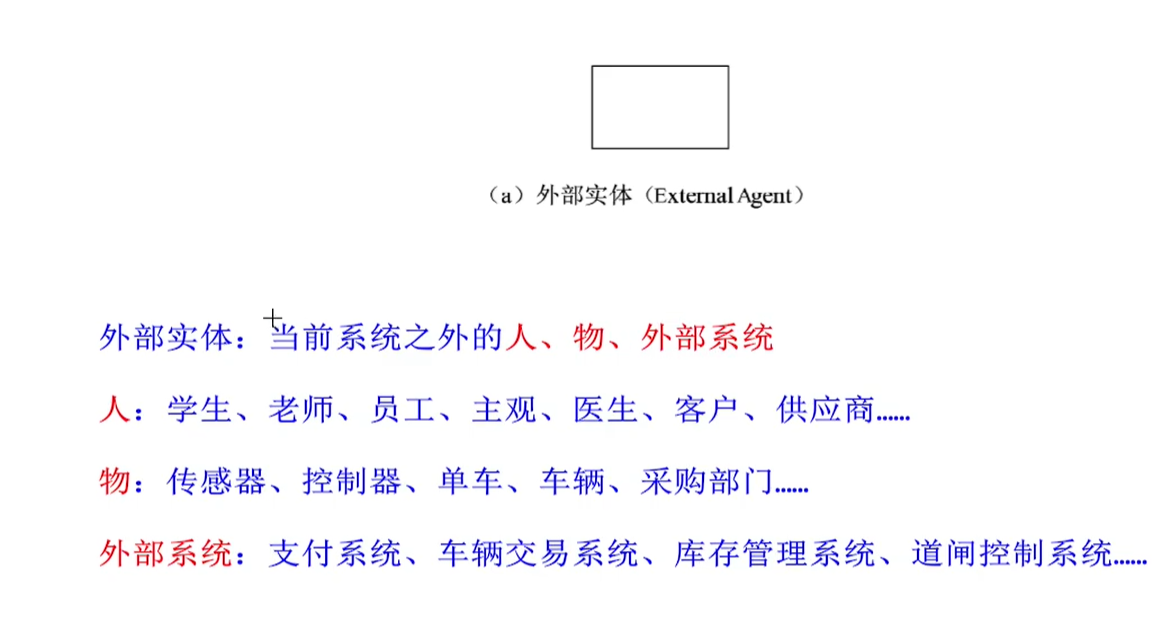 （a）外部实体（External Agent）
外部实体：当前系统之外的人、物、外部系统
人：学生、老师、员工、主观、医生、客户、供应商……
物：传感器、控制器、单车、车辆、采购部门……
外部系统：支付系统、车辆交易系统、库存管理系统、道闸控制系统……